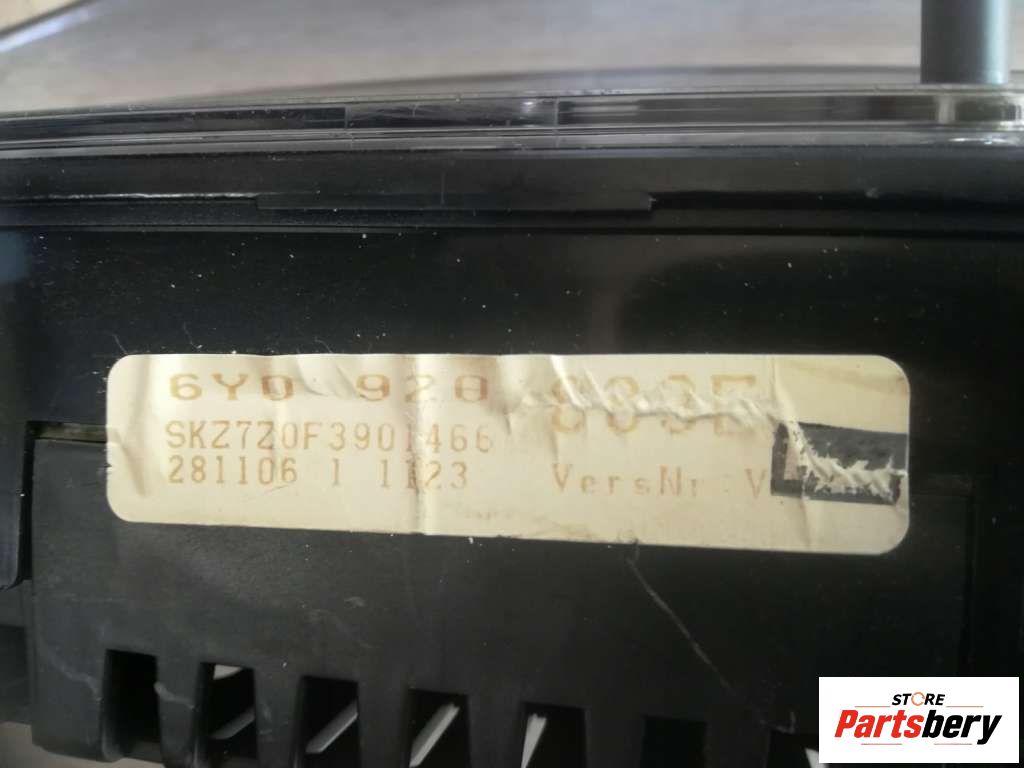 6Y0 920
SKZ7Z0F3901466
281106 1 1123 VersNr: V
STORE
Partsbery